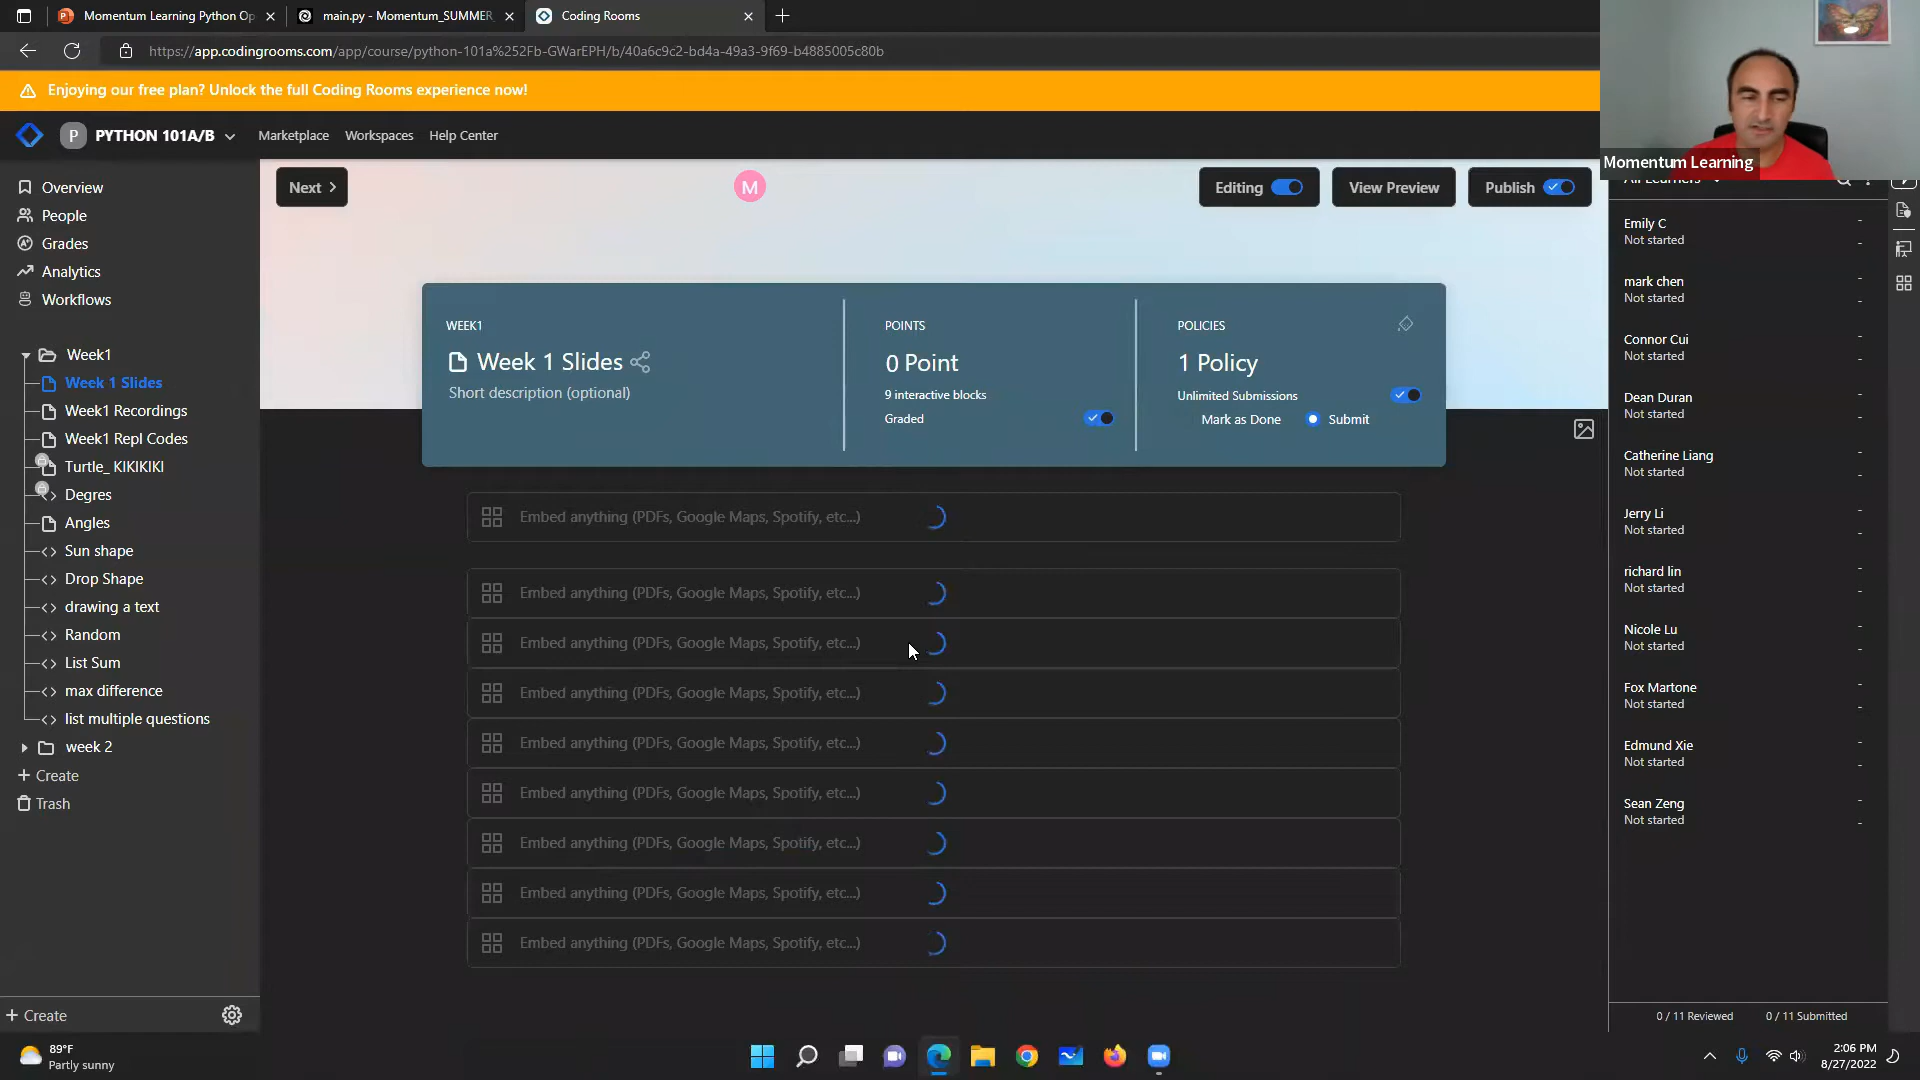 Momentum Learning Python Op
main.py - Momentum_SUMMER
Coding Rooms
https://app.codingrooms.com/app/course/python-101a%252Fb-GWarEPH/b/40a6c9c2-bd4a-49a3-9f69-b4885005c80b
Enjoying our free plan? Unlock the full Coding Rooms experience now!
P PYTHON 101A/B
Marketplace
Workspaces
Help Center
Momentum Learning
Overview
People
Grades
Analytics
Workflows
Week1
Week 1 Slides
Week1 Recordings
Week1 Repl Codes
Turtle_ KIKIKIKI
Degres
Angles
Sun shape
Drop Shape
drawing a text
Random
List Sum
max difference
list multiple questions
week 2
Create
Trash
Create
Next
M
Editing
View Preview
Publish
WEEK1
Week 1 Slides
Short description (optional)
POINTS
0 Point
9 interactive blocks
Graded
POLICIES
1 Policy
Unlimited Submissions
Mark as Done
Submit
Embed anything (PDFs, Google Maps, Spotify, etc...)
Embed anything (PDFs, Google Maps, Spotify, etc...)
Embed anything (PDFs, Google Maps, Spotify, etc...)
Embed anything (PDFs, Google Maps, Spotify, etc...)
Embed anything (PDFs, Google Maps, Spotify, etc...)
Embed anything (PDFs, Google Maps, Spotify, etc...)
Embed anything (PDFs, Google Maps, Spotify, etc...)
Embed anything (PDFs, Google Maps, Spotify, etc...)
Embed anything (PDFs, Google Maps, Spotify, etc...)
Emily C
Not started
mark chen
Not started
Connor Cui
Not started
Dean Duran
Not started
Catherine Liang
Not started
Jerry Li
Not started
richard lin
Not started
Nicole Lu
Not started
Fox Martone
Not started
Edmund Xie
Not started
Sean Zeng
Not started
0 / 11 Reviewed
0 / 11 Submitted
89°F
Partly sunny
2:06 PM
8/27/2022